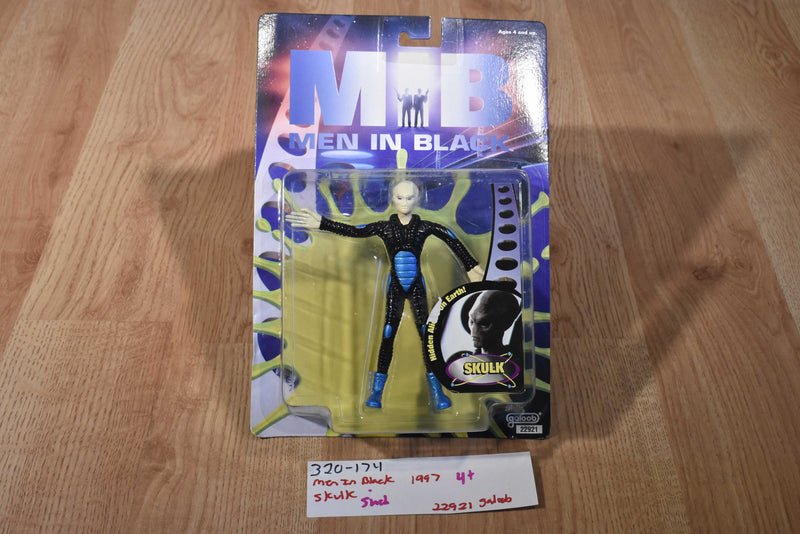 Ages 4 and up.
MIB
MEN IN BLACK
Hidden Aliens On Earth!
SKULK
galoob
22921
320-174
Men In Black 1997 4+
Skulk
5inch
22921 galoob